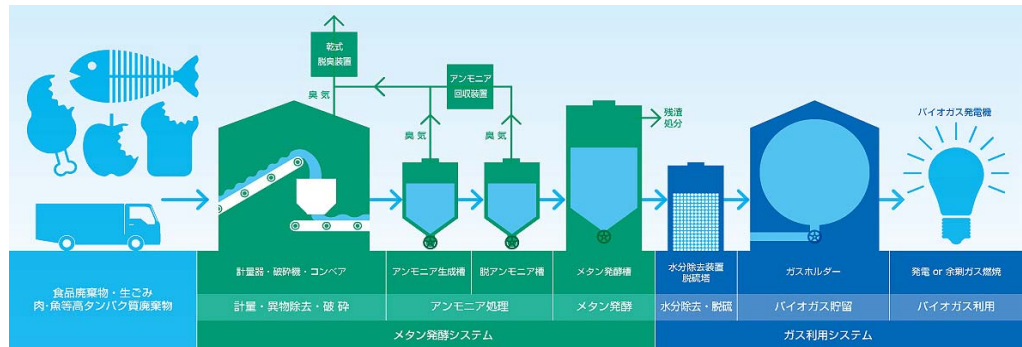 乾式
脱臭装置
アンモニア
回収装置
臭気
臭気
臭気
残渣
処分
バイオガス発電機
食品廃棄物・生ごみ
肉・魚等高タンパク質廃棄物
計量器・破砕機・コンベア
アンモニア生成槽
脱アンモニア槽
メタン発酵槽
水分除去装置
脱硫塔
ガスホルダー
発電 or 余剰ガス燃焼
計量・異物除去・破砕
アンモニア処理
メタン発酵
水分除去・脱硫
バイオガス貯留
バイオガス利用
メタン発酵システム
ガス利用システム